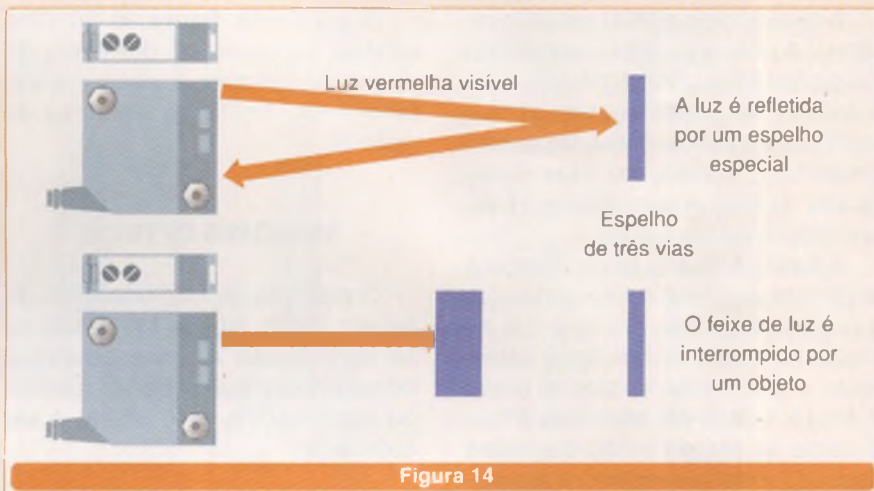 Luz vermelha visível
A luz é refletida
por um espelho
especial
Espelho
de três vias
O feixe de luz é
interrompido por
um objeto
Figura 14